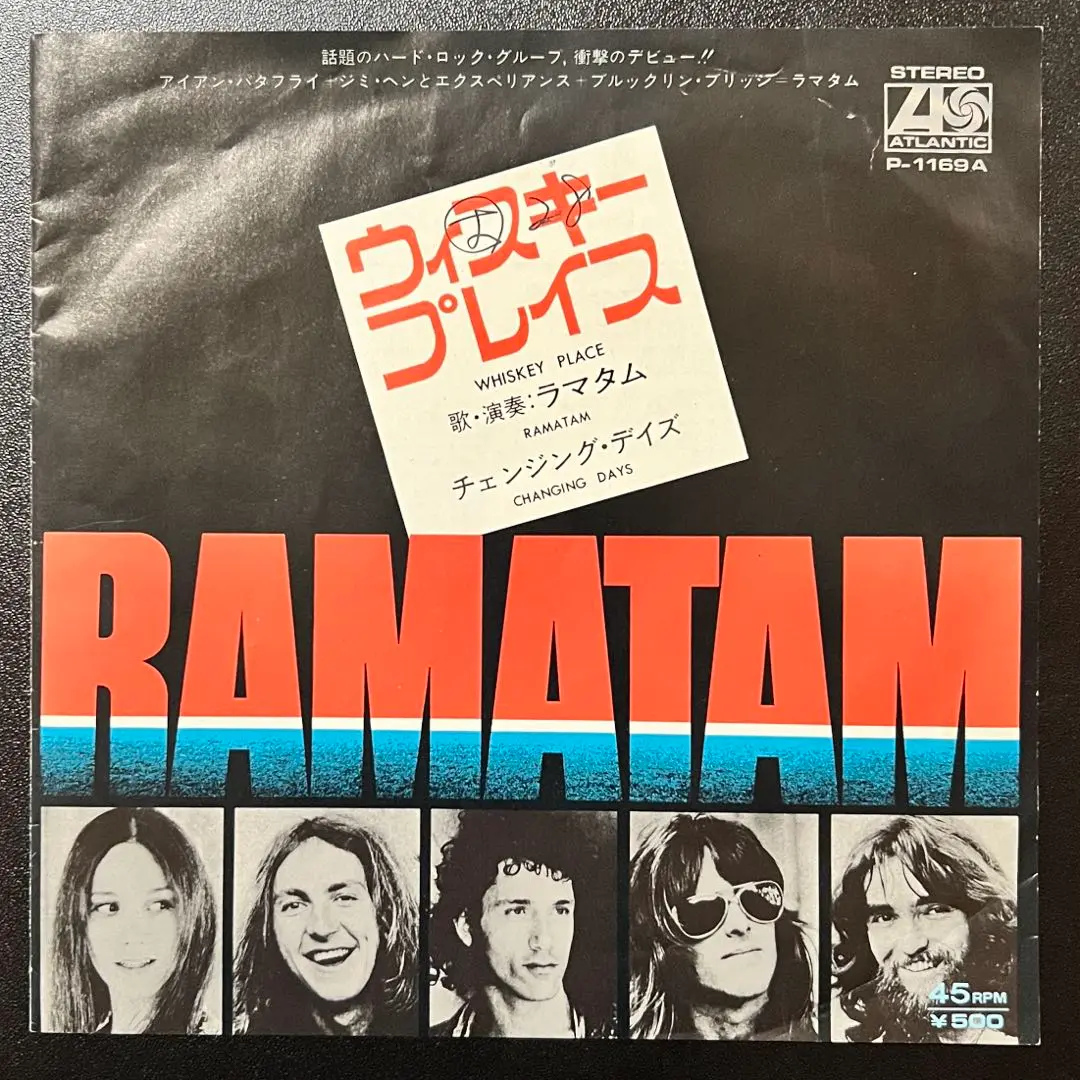 話題のハード・ロック・グループ, 衝撃のデビュー!!
アイアン・バタフライ+ジミ・ヘンとエクスペリアンス+ブルックリン・ブリッジ=ラマタム
STEREO
ATLANTIC
P-1169A
ウィスキー
プレイス
28
WHISKEY PLACE
歌・演奏:ラマタム
RAMATAM
チェンジング・デイズ
CHANGING DAYS
RAMATAM
45RPM
¥500